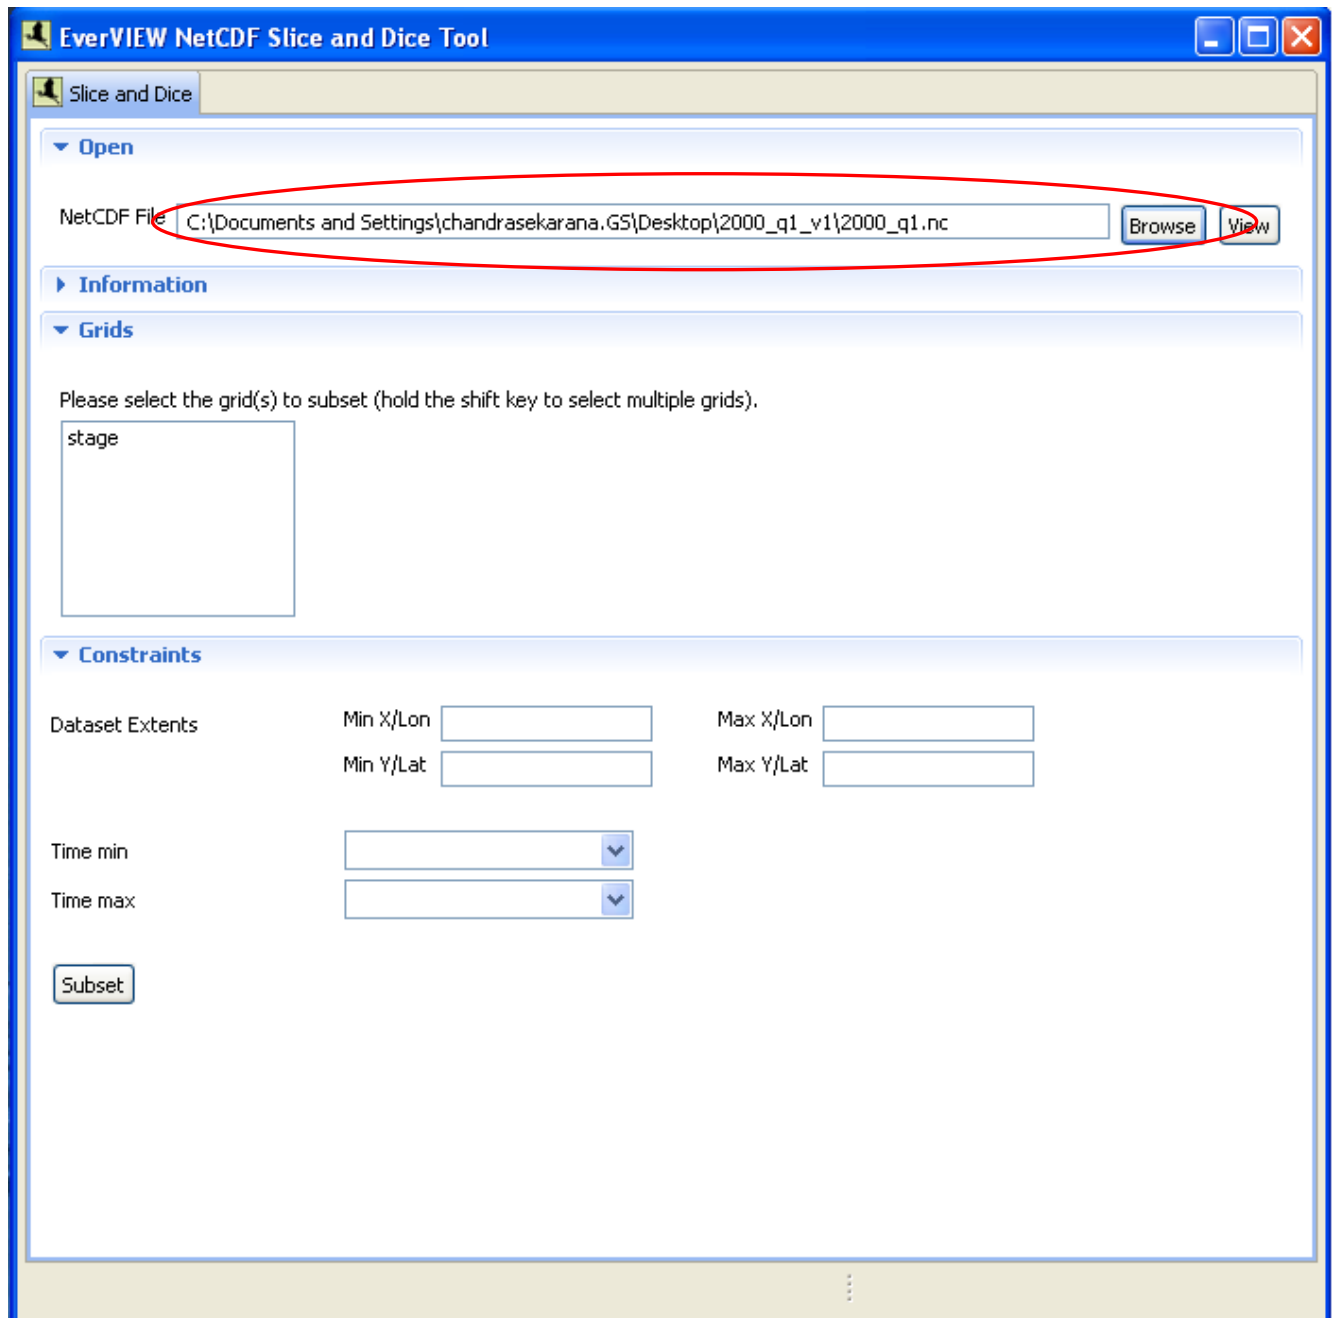 EverVIEW NetCDF Slice and Dice Tool
Slice and Dice
Open
NetCDF File C:\Documents and Settings\chandrasekarana.GS\Desktop\2000_q1_v1\2000_q1.nc Browse View
Information
Grids
Please select the grid(s) to subset (hold the shift key to select multiple grids).
stage
Constraints
Dataset Extents Min X/Lon Max X/Lon
Min Y/Lat Max Y/Lat
Time min
Time max
Subset